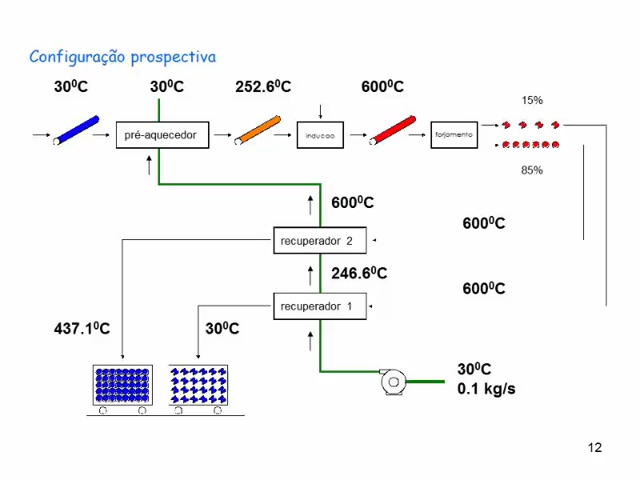 Configuração prospectiva
30⁰C 30⁰C 252.6⁰C 600⁰C
15%
pré-aquecedor
inducao
forjamento
85%
600⁰C
600⁰C
recuperador 2
246.6⁰C
600⁰C
recuperador 1
437.1⁰C 30⁰C
30⁰C
0.1 kg/s
12